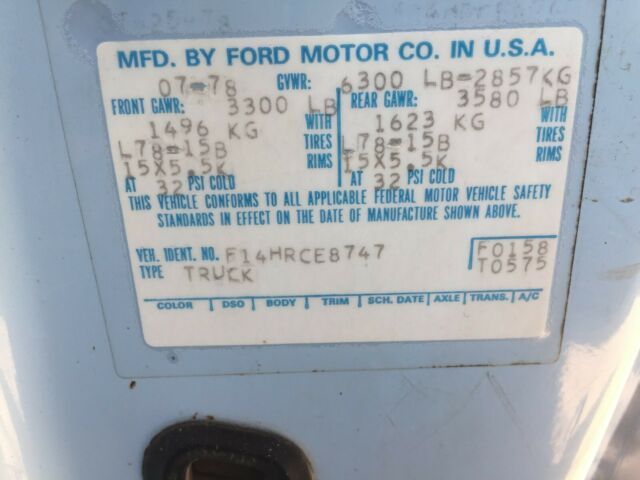 MFD. BY FORD MOTOR CO. IN U.S.A.
07-78 GVWR: 6300 LB-2857KG
FRONT GAWR: 3300 LB REAR GAWR: 3580 LB
1496 KG WITH 1623 KG WITH
L78-15B TIRES L78-15B TIRES
15X5.5K RIMS 15X5.5K RIMS
AT 32 PSI COLD AT 32 PSI COLD
THIS VEHICLE CONFORMS TO ALL APPLICABLE FEDERAL MOTOR VEHICLE SAFETY
STANDARDS IN EFFECT ON THE DATE OF MANUFACTURE SHOWN ABOVE.
VEH. IDENT. NO. F14HRCE8747 F0158
TYPE TRUCK T0575
COLOR DSO BODY TRIM SCH. DATE AXLE TRANS. A/C